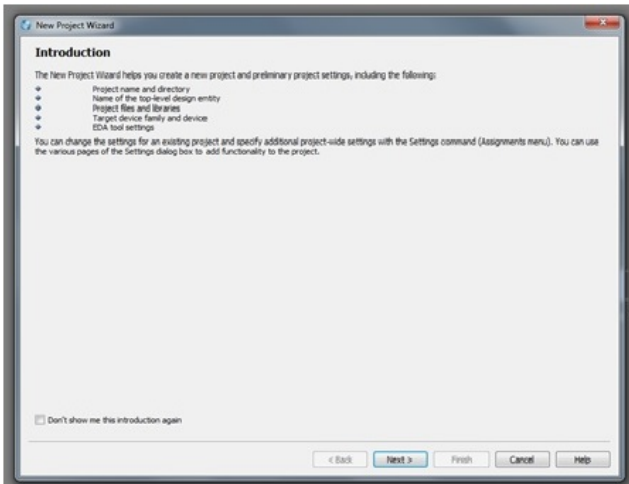 New Project Wizard
Introduction
The New Project Wizard helps you create a new project and preliminary project settings, including the following:
Project name and directory
Name of the top-level design entity
Project files and libraries
Target device family and device
EDA tool settings
You can change the settings for an existing project and specify additional project-wide settings with the Settings command (Assignments menu). You can use
the various pages of the Settings dialog box to add functionality to the project.
Don't show me this introduction again
< Back
Next >
Finish
Cancel
Help